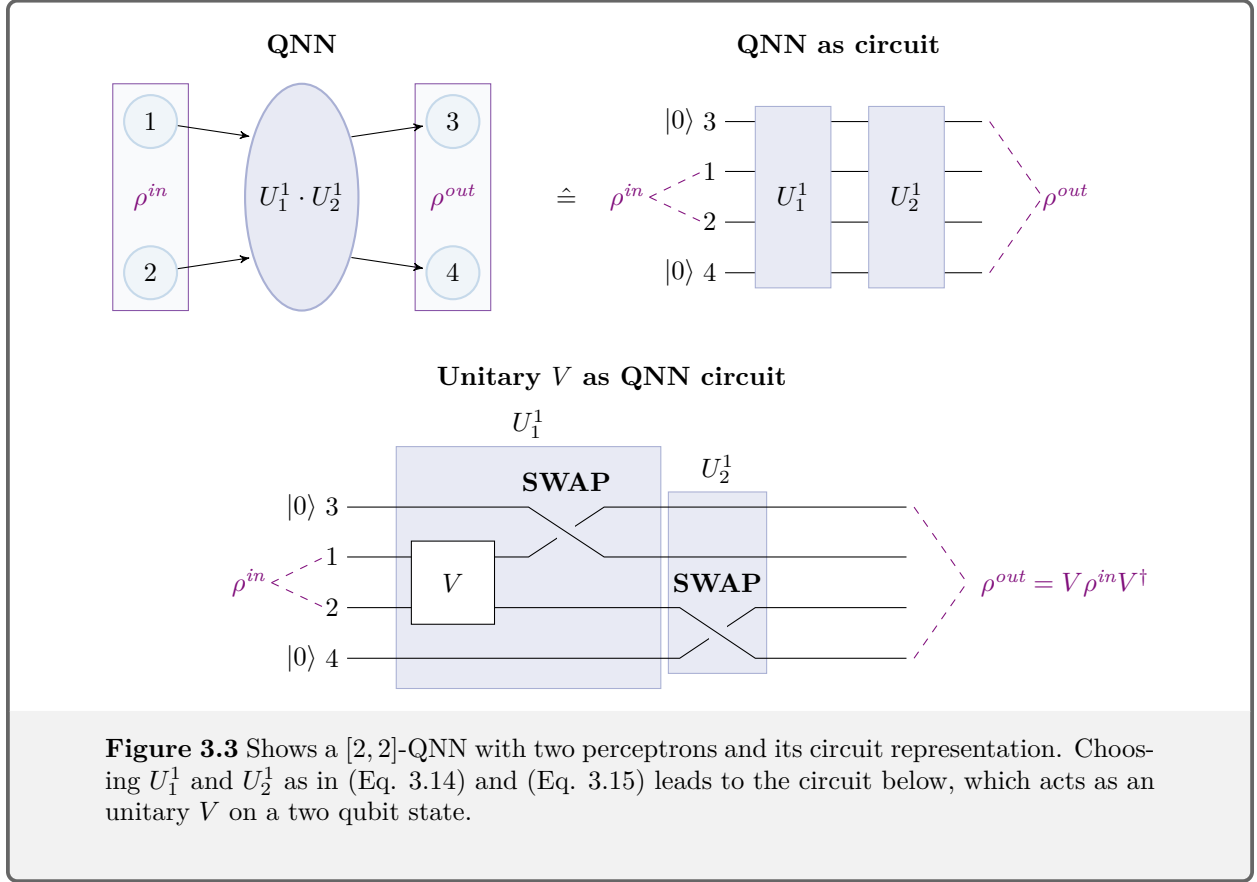 QNN
QNN as circuit
1
ρ^{in}
2
U_1^1 · U_2^1
3
ρ^{out}
4
≙
|0⟩ 3
1
ρ^{in}
2
|0⟩ 4
U_1^1
U_2^1
ρ^{out}
Unitary V as QNN circuit
U_1^1
U_2^1
SWAP
|0⟩ 3
1
ρ^{in}
2
|0⟩ 4
V
SWAP
ρ^{out} = Vρ^{in}V^†
Figure 3.3 Shows a [2, 2]-QNN with two perceptrons and its circuit representation. Choos-
ing U_1^1 and U_2^1 as in (Eq. 3.14) and (Eq. 3.15) leads to the circuit below, which acts as an
unitary V on a two qubit state.